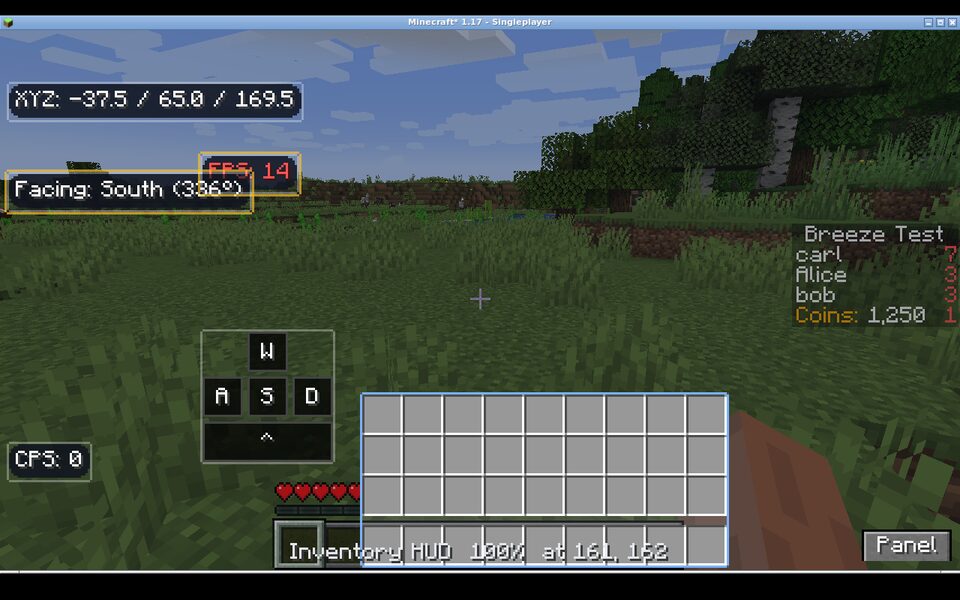 Minecraft* 1.17 - Singleplayer
XYZ: -37.5 / 65.0 / 169.5
FPS: 14
Facing: South (336°)
Breeze Test
carl 7
Alice 3
bob 3
Coins: 1,250 1
W
A S D
^
CPS: 0
Inventory HUD 100% at 161, 162
Panel